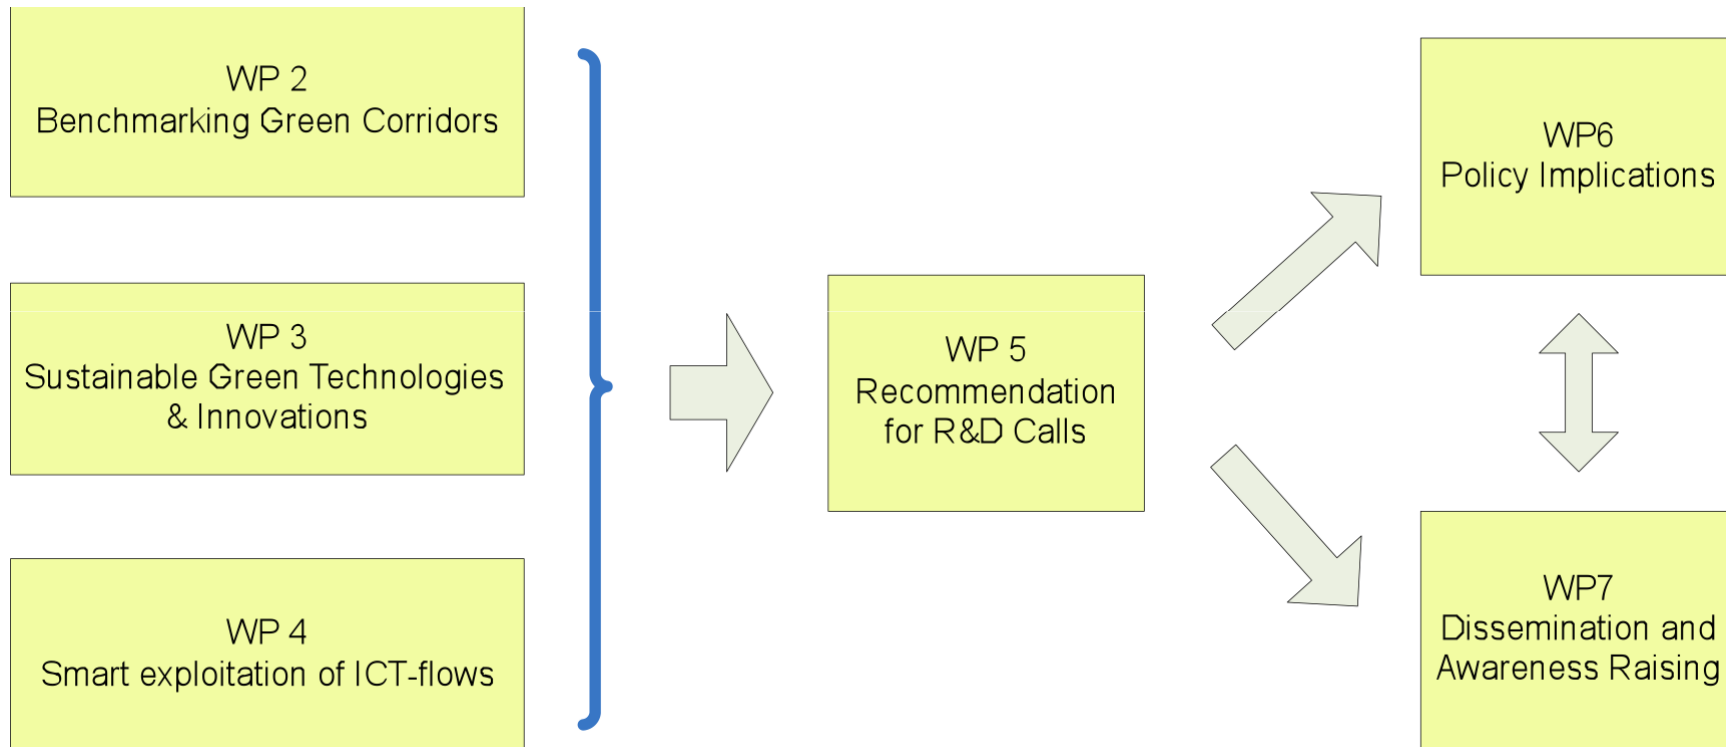 WP 2
Benchmarking Green Corridors
WP 3
Sustainable Green Technologies
& Innovations
WP 4
Smart exploitation of ICT-flows
WP 5
Recommendation
for R&D Calls
WP6
Policy Implications
WP7
Dissemination and
Awareness Raising